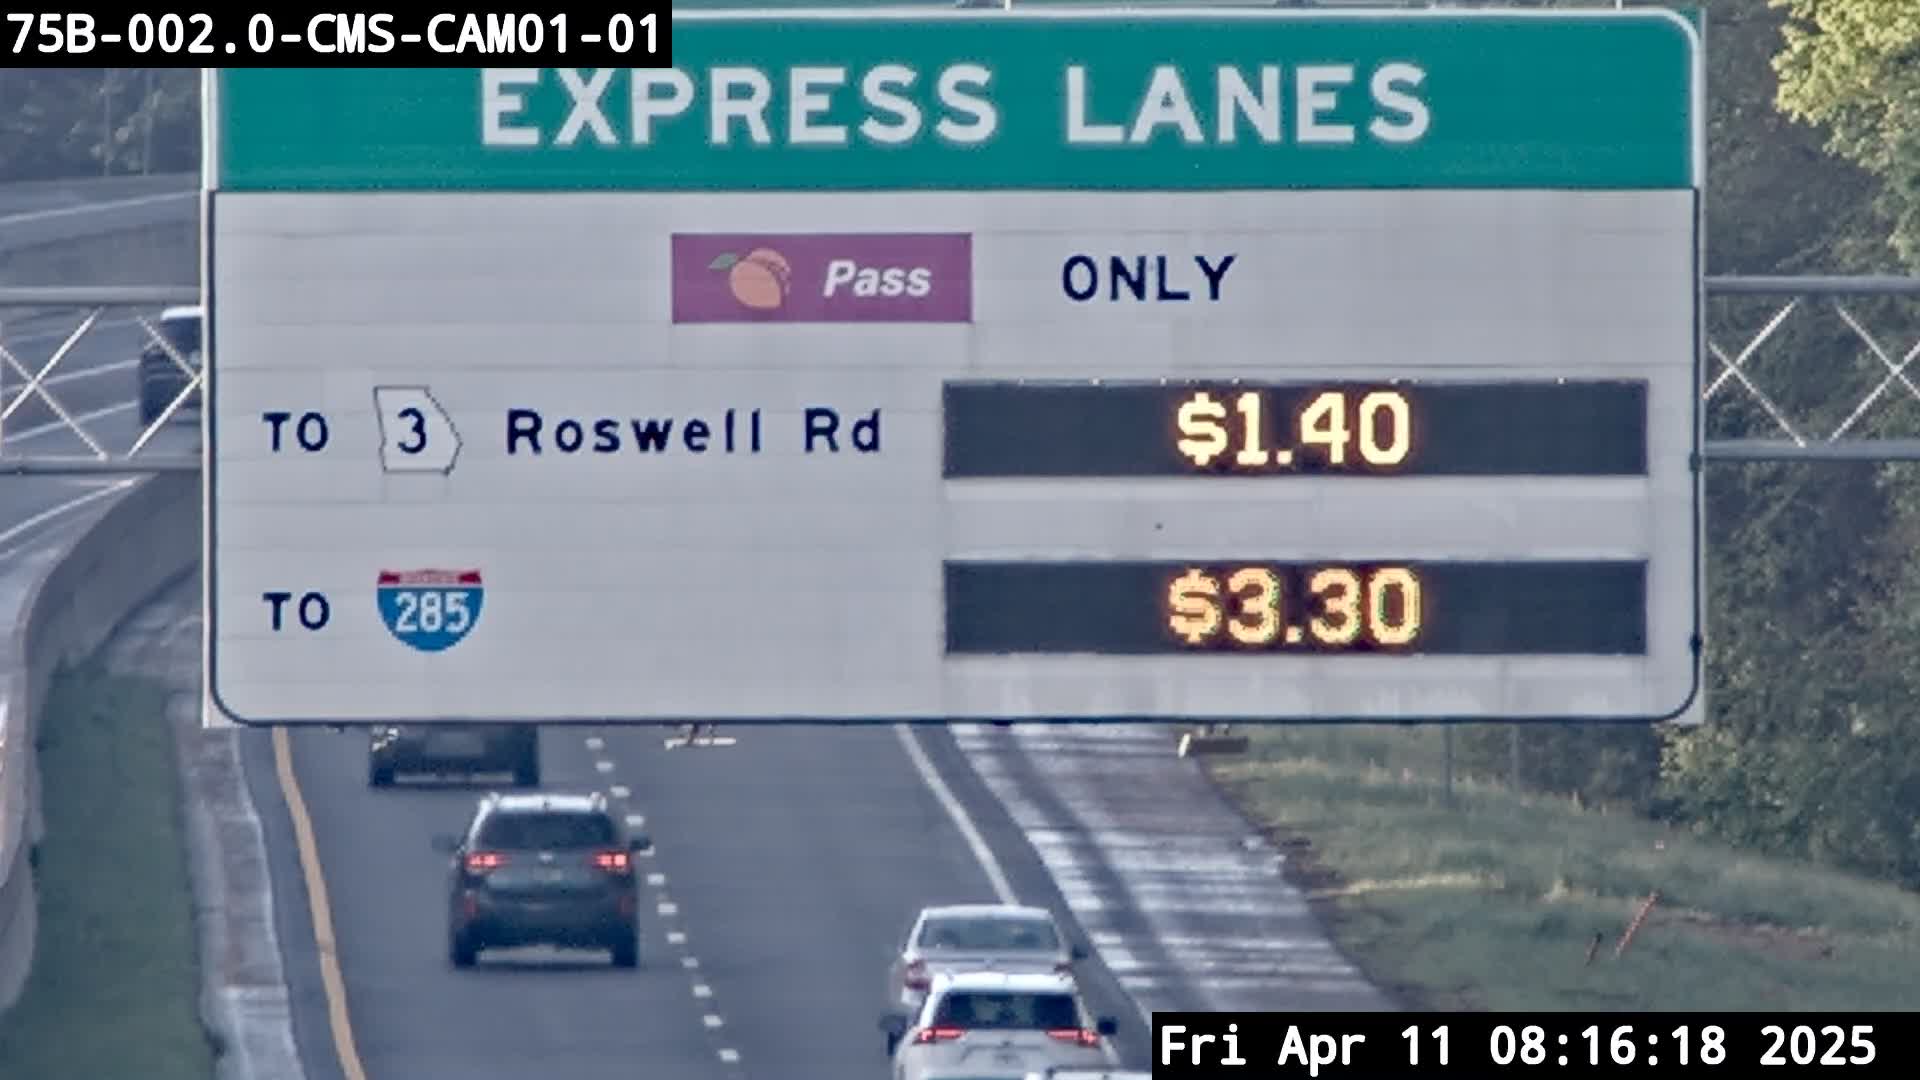 75B-002.0-CMS-CAM01-01
EXPRESS LANES
Pass ONLY
TO 3 Roswell Rd $1.40
TO 285 $3.30
Fri Apr 11 08:16:18 2025